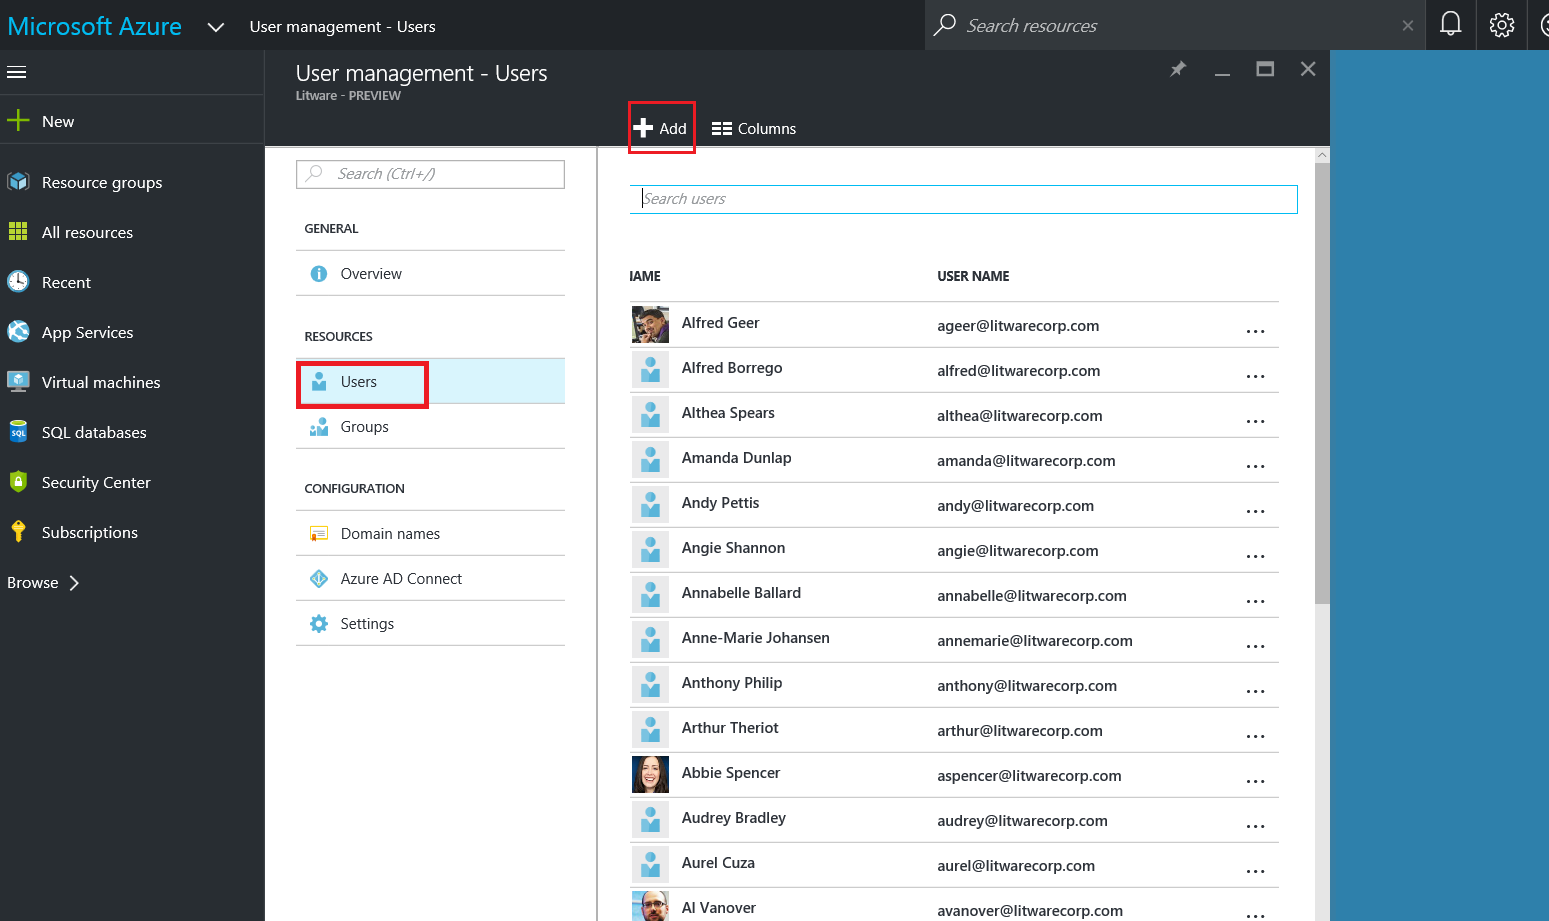 Microsoft Azure
User management - Users
Search resources
New
Resource groups
All resources
Recent
App Services
Virtual machines
SQL databases
SQL
Security Center
Subscriptions
Browse
User management - Users
Litware - PREVIEW
Add
Columns
Search (Ctrl+/)
GENERAL
Overview
RESOURCES
Users
Groups
CONFIGURATION
Domain names
Azure AD Connect
Settings
Search users
IAME USER NAME
Alfred Geer ageer@litwarecorp.com ...
Alfred Borrego alfred@litwarecorp.com ...
Althea Spears althea@litwarecorp.com ...
Amanda Dunlap amanda@litwarecorp.com ...
Andy Pettis andy@litwarecorp.com ...
Angie Shannon angie@litwarecorp.com ...
Annabelle Ballard annabelle@litwarecorp.com ...
Anne-Marie Johansen annemarie@litwarecorp.com ...
Anthony Philip anthony@litwarecorp.com ...
Arthur Theriot arthur@litwarecorp.com ...
Abbie Spencer aspencer@litwarecorp.com ...
Audrey Bradley audrey@litwarecorp.com ...
Aurel Cuza aurel@litwarecorp.com ...
Al Vanover avanover@litwarecorp.com ...